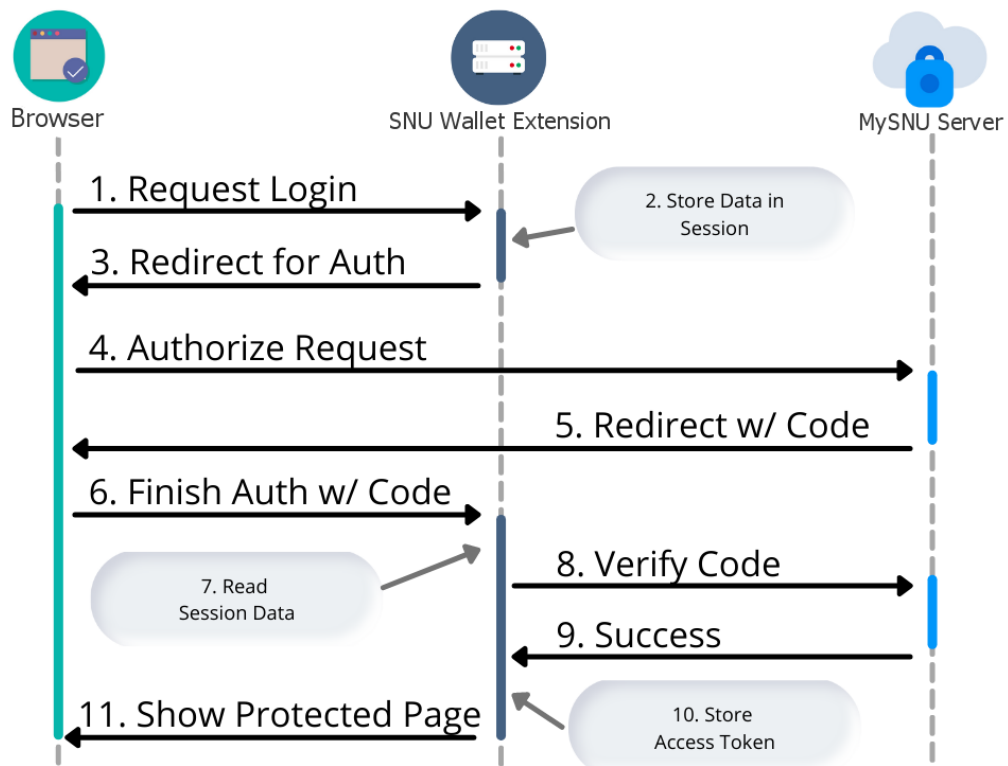 Browser
SNU Wallet Extension
MySNU Server
1. Request Login
2. Store Data in
Session
3. Redirect for Auth
4. Authorize Request
5. Redirect w/ Code
6. Finish Auth w/ Code
7. Read
Session Data
8. Verify Code
9. Success
10. Store
Access Token
11. Show Protected Page